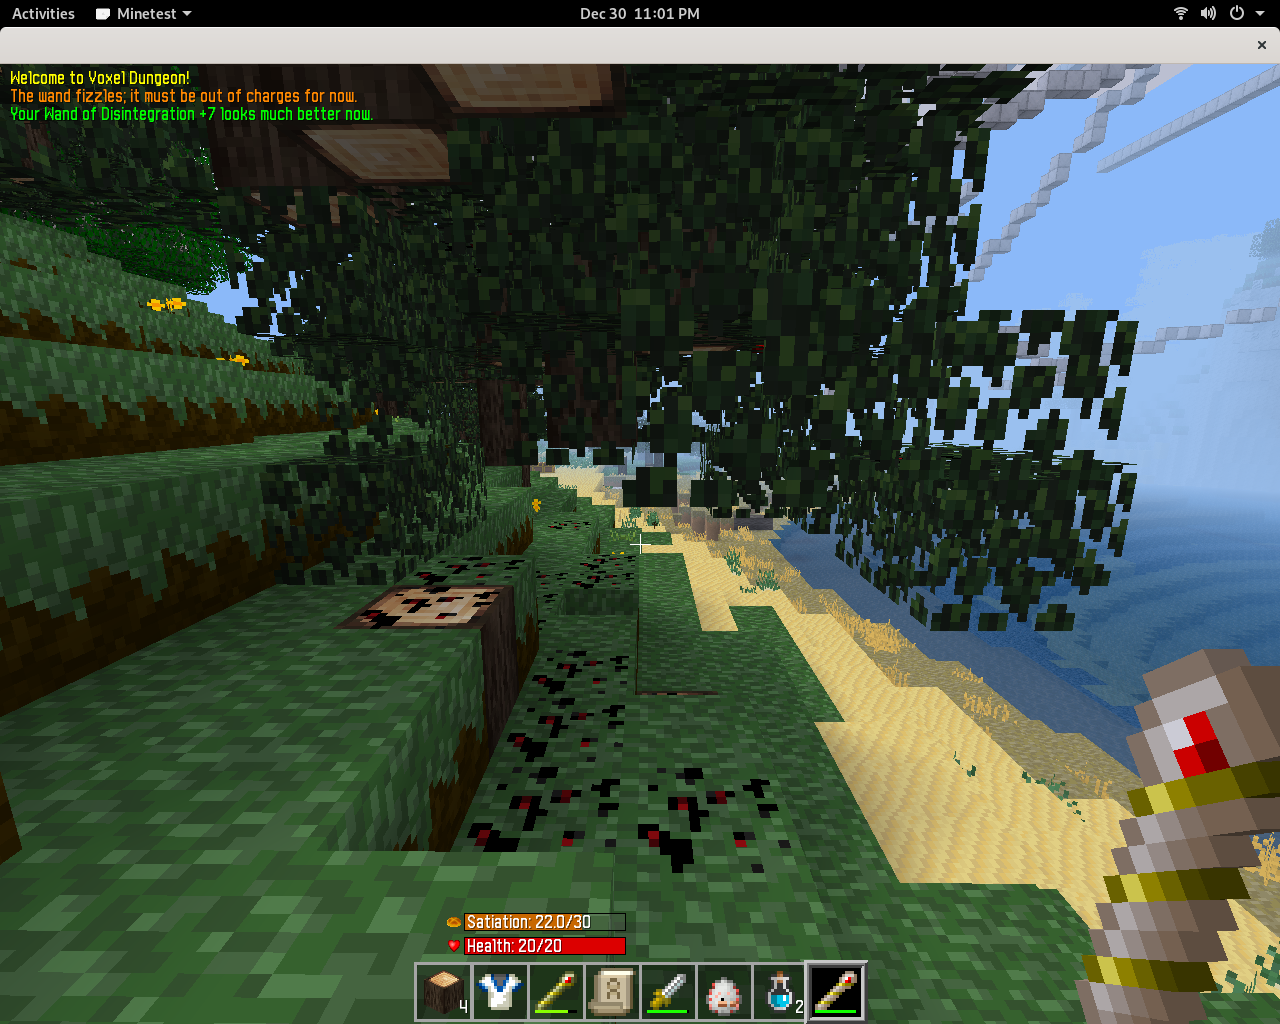 Activities Minetest Dec 30 11:01 PM
Welcome to Voxel Dungeon!
The wand fizzles; it must be out of charges for now.
Your Wand of Disintegration +7 looks much better now.
Satiation: 22.0/30
Health: 20/20
4 2